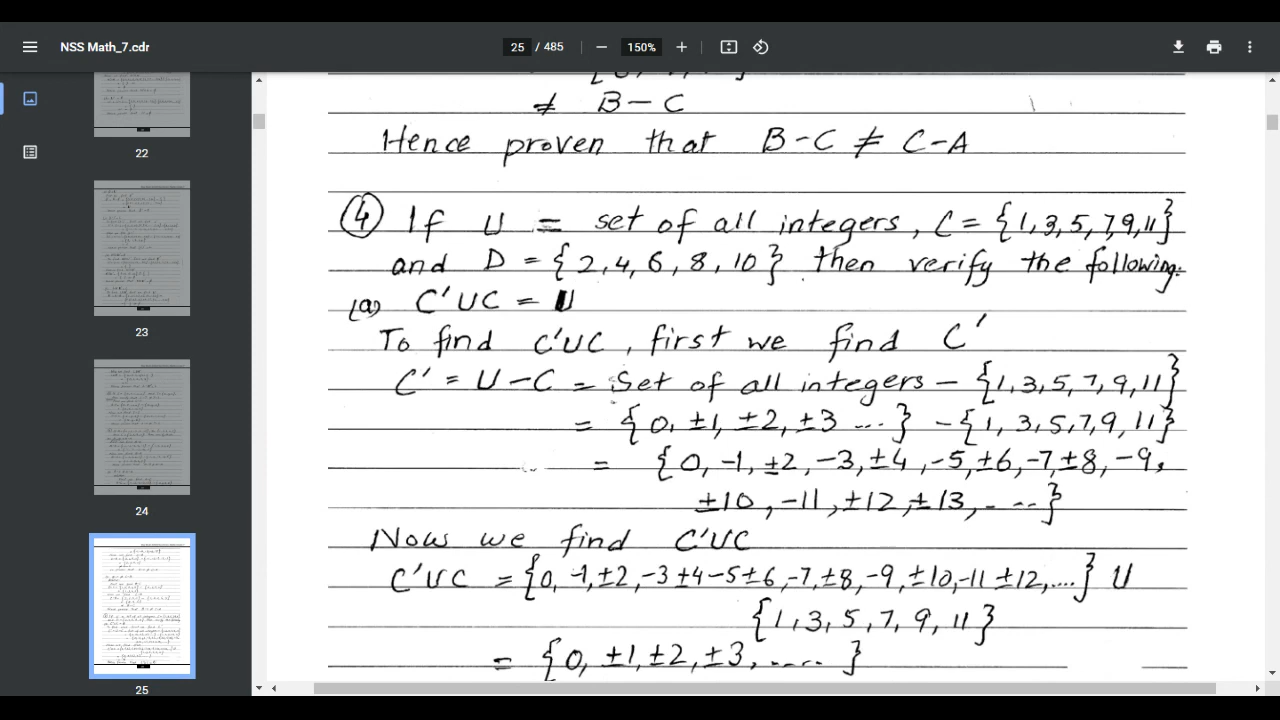 NSS Math_7.cdr
25 / 485
150%
22
23
24
25
≠ B - C
Hence proven that B - C ≠ C - A
④ If U = set of all integers, C = {1, 3, 5, 7, 9, 11}
and D = {2, 4, 6, 8, 10} then verify the following:
(a) C'UC = U
To find C'UC, first we find C'
C' = U - C = Set of all integers - {1, 3, 5, 7, 9, 11}
= {0, ±1, ±2, ±3 ....} - {1, 3, 5, 7, 9, 11}
= {0, -1, ±2, -3, ±4, -5, ±6, -7, ±8, -9,
±10, -11, ±12, ±13, - - - -}
Now we find C'UC
C'UC = {0, -1, ±2, -3 ±4 -5 ±6, -7, ±8 -9 ±10, -11 ±12, ....} U
{1, 3, 5, 7, 9, 11}
= {0, ±1, ±2, ±3, ..... }